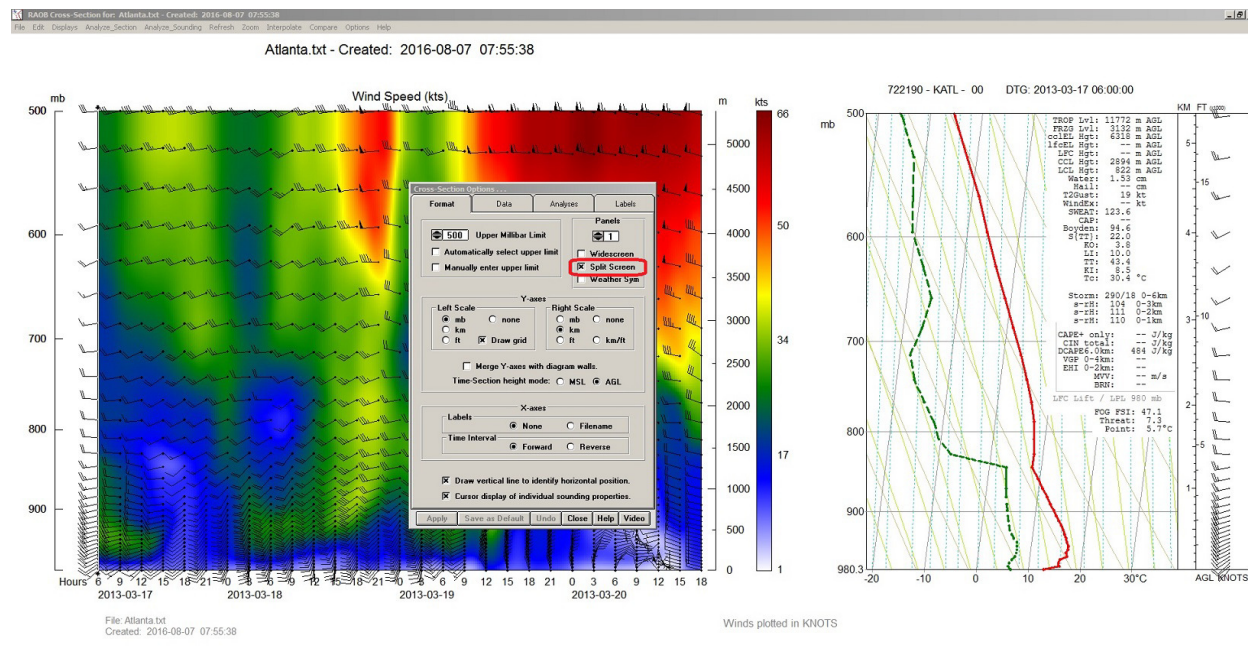 RAOB Cross-Section for: Atlanta.txt - Created: 2016-08-07 07:55:38
File Edit Displays Analyze_Section Analyze_Sounding Refresh Zoom Interpolate Compare Options Help
Atlanta.txt - Created: 2016-08-07 07:55:38
mb
Wind Speed (kts)
m
kts
500
600
700
800
900
5000
4500
4000
3500
3000
2500
2000
1500
1000
500
0
66
50
34
17
1
Hours 6 9 12 15 18 21 0 3 6 9 12 15 18 21 0 3 6 9 12 15 18 21 0 3 6 9 12 15 18
2013-03-17 2013-03-18 2013-03-19 2013-03-20
File: Atlanta.txt
Created: 2016-08-07 07:55:38
Winds plotted in KNOTS
Cross-Section Options ...
Format Data Analyses Labels
500 Upper Millibar Limit
Automatically select upper limit
Manually enter upper limit
Panels
1
Widescreen
Split Screen
Weather Sym
Y-axes
Left Scale
mb none
km
ft Draw grid
Right Scale
mb none
km
ft km/ft
Merge Y-axes with diagram walls.
Time-Section height mode: MSL AGL
X-axes
Labels
None Filename
Time Interval
Forward Reverse
Draw vertical line to identify horizontal position.
Cursor display of individual sounding properties.
Apply Save as Default Undo Close Help Video
722190 - KATL - 00 DTG: 2013-03-17 06:00:00
mb
KM FT (x1000)
500
600
700
800
900
980.3
-20 -10 0 10 20 30°C
TROP Lvl: 11772 m AGL
FRZG Lvl: 3132 m AGL
cclEL Hgt: 6318 m AGL
lfcEL Hgt: -- m AGL
LFC Hgt: -- m AGL
CCL Hgt: 2894 m AGL
LCL Hgt: 822 m AGL
Water: 1.53 cm
Hail: -- cm
T2Gust: 19 kt
WindEx: -- kt
SWEAT: 123.6
CAP: --
Boyden: 94.6
S(TT): 22.0
KO: 3.8
LI: 10.0
TT: 43.4
KI: 8.5
Tc: 30.4 °C
Storm: 290/18 0-6km
s-rH: 104 0-3km
s-rH: 111 0-2km
s-rH: 110 0-1km
CAPE+ only: -- J/kg
CIN total: -- J/kg
DCAPE6.0km: 484 J/kg
VGP 0-4km: --
EHI 0-2km: --
MVV: -- m/s
BRN: --
LFC Lift / LPL 980 mb
FOG FSI: 47.1
Threat: 7.3
Point: 5.7°C
5
15
4
10
3
2
5
1
AGL KNOTS